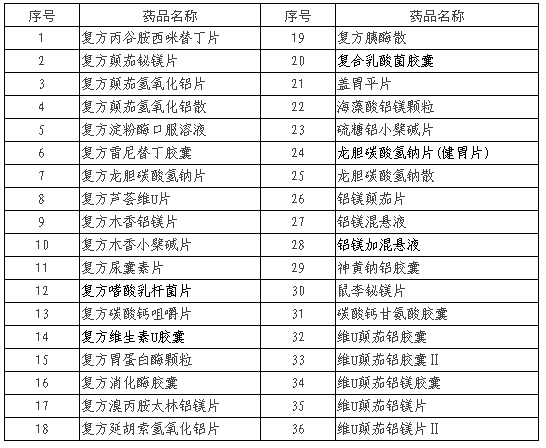 序号 药品名称 序号 药品名称
1 复方丙谷胺西咪替丁片 19 复方胰酶散
2 复方颠茄铋镁片 20 复合乳酸菌胶囊
3 复方颠茄氢氧化铝片 21 盖胃平片
4 复方颠茄氢氧化铝散 22 海藻酸铝镁颗粒
5 复方淀粉酶口服溶液 23 硫糖铝小檗碱片
6 复方雷尼替丁胶囊 24 龙胆碳酸氢钠片(健胃片)
7 复方龙胆碳酸氢钠片 25 龙胆碳酸氢钠散
8 复方芦荟维U片 26 铝镁颠茄片
9 复方木香铝镁片 27 铝镁混悬液
10 复方木香小檗碱片 28 铝镁加混悬液
11 复方尿囊素片 29 神黄钠铝胶囊
12 复方嗜酸乳杆菌片 30 鼠李铋镁片
13 复方碳酸钙咀嚼片 31 碳酸钙甘氨酸胶囊
14 复方维生素U胶囊 32 维U颠茄铝胶囊
15 复方胃蛋白酶颗粒 33 维U颠茄铝胶囊Ⅱ
16 复方消化酶胶囊 34 维U颠茄铝镁胶囊
17 复方溴丙胺太林铝镁片 35 维U颠茄铝镁片
18 复方延胡索氢氧化铝片 36 维U颠茄铝镁片Ⅱ